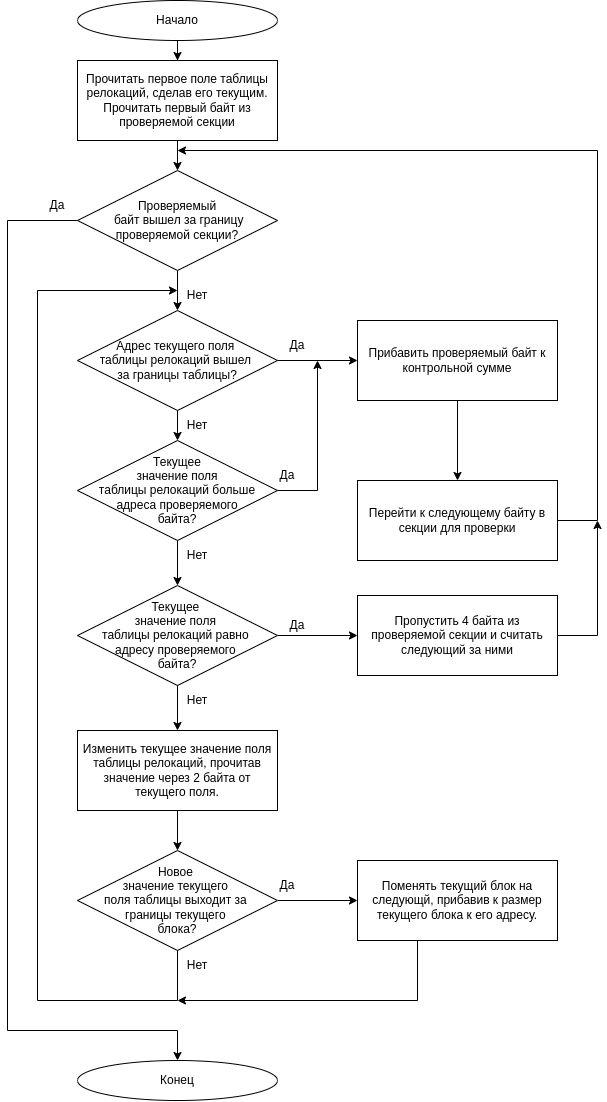 Начало
Прочитать первое поле таблицы
релокаций, сделав его текущим.
Прочитать первый байт из
проверяемой секции
Да
Проверяемый
байт вышел за границу
проверяемой секции?
Нет
Адрес текущего поля
таблицы релокаций вышел
за границы таблицы?
Да
Прибавить проверяемый байт к
контрольной сумме
Нет
Текущее
значение поля
таблицы релокаций больше
адреса проверяемого
байта?
Да
Перейти к следующему байту в
секции для проверки
Нет
Текущее
значение поля
таблицы релокаций равно
адресу проверяемого
байта?
Да
Пропустить 4 байта из
проверяемой секции и считать
следующий за ними
Нет
Изменить текущее значение поля
таблицы релокаций, прочитав
значение через 2 байта от
текущего поля.
Новое
значение текущего
поля таблицы выходит за
границы текущего
блока?
Да
Поменять текущий блок на
следующй, прибавив к размер
текущего блока к его адресу.
Нет
Конец